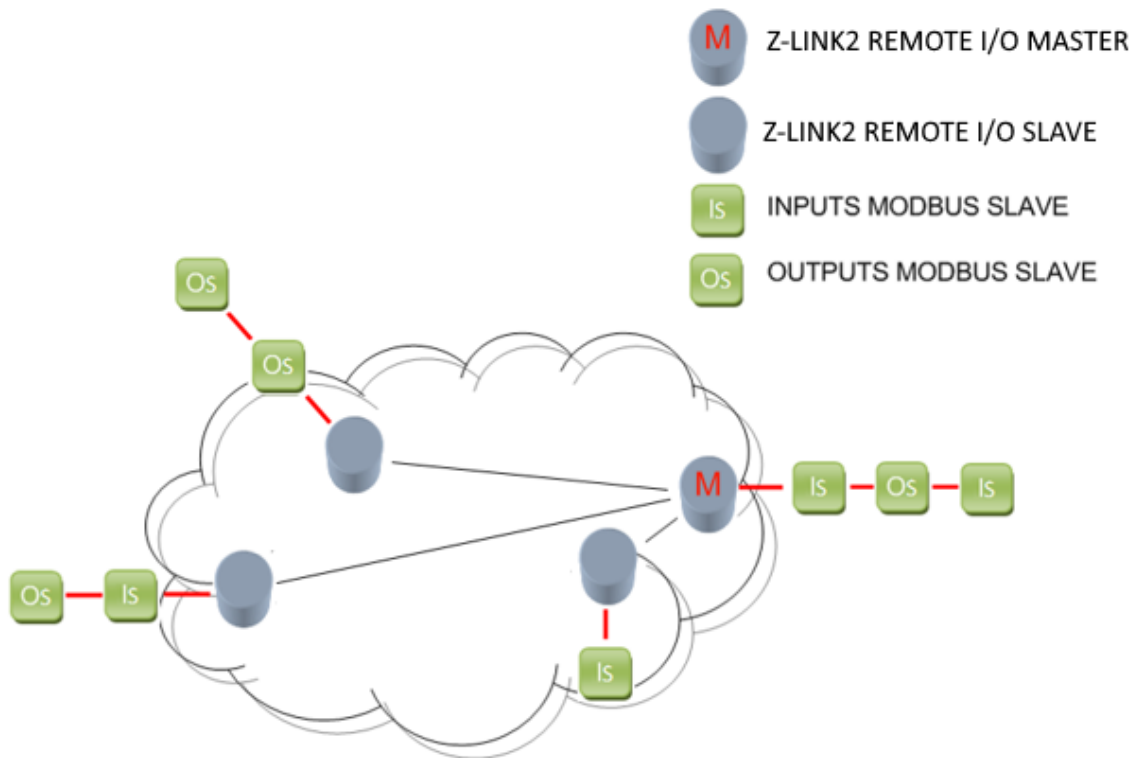 M Z-LINK2 REMOTE I/O MASTER
Z-LINK2 REMOTE I/O SLAVE
Is INPUTS MODBUS SLAVE
Os OUTPUTS MODBUS SLAVE
Os
Os
M Is Os Is
Os Is
Is